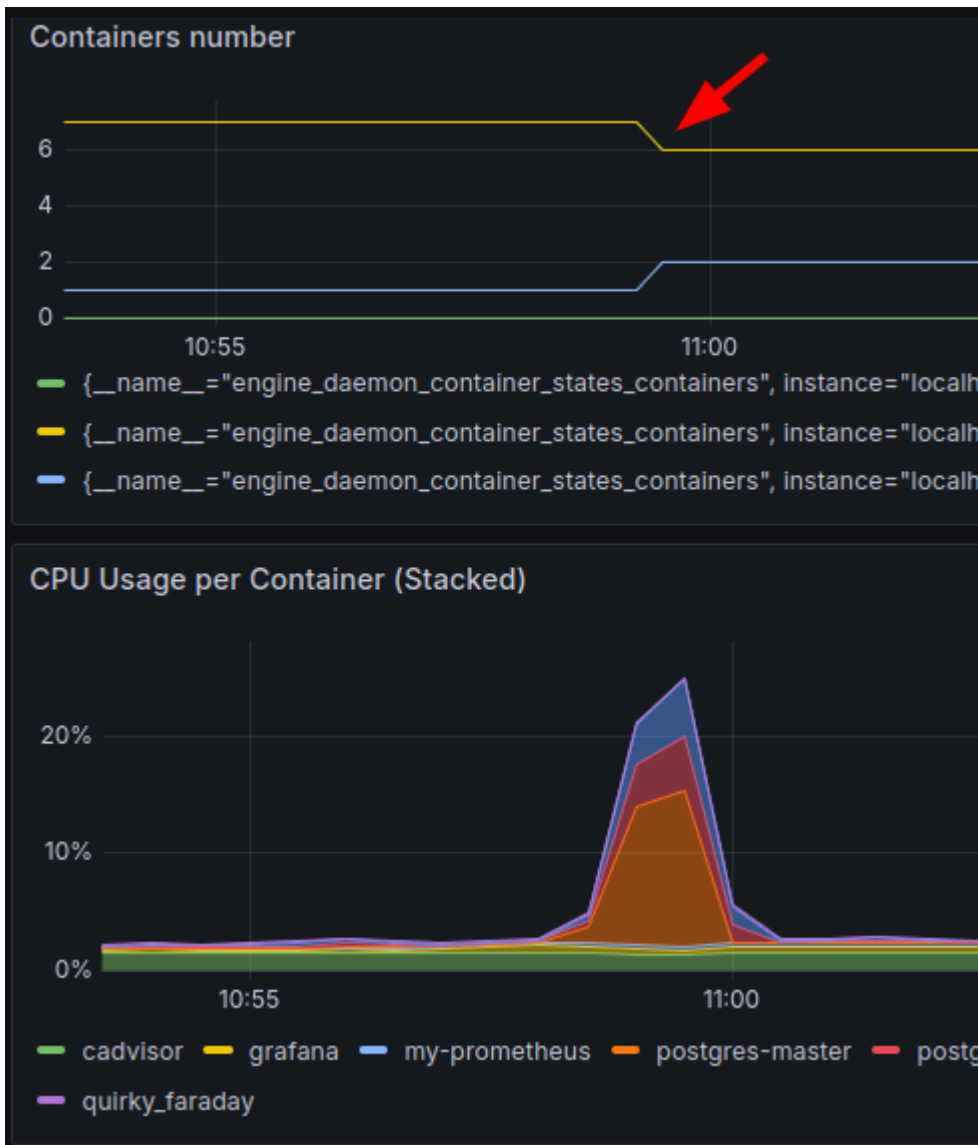 Containers number
6
4
2
0
10:55 11:00
{__name__="engine_daemon_container_states_containers", instance="localh
{__name__="engine_daemon_container_states_containers", instance="localh
{__name__="engine_daemon_container_states_containers", instance="localh
CPU Usage per Container (Stacked)
20%
10%
0%
10:55 11:00
cadvisor grafana my-prometheus postgres-master postg
quirky_faraday